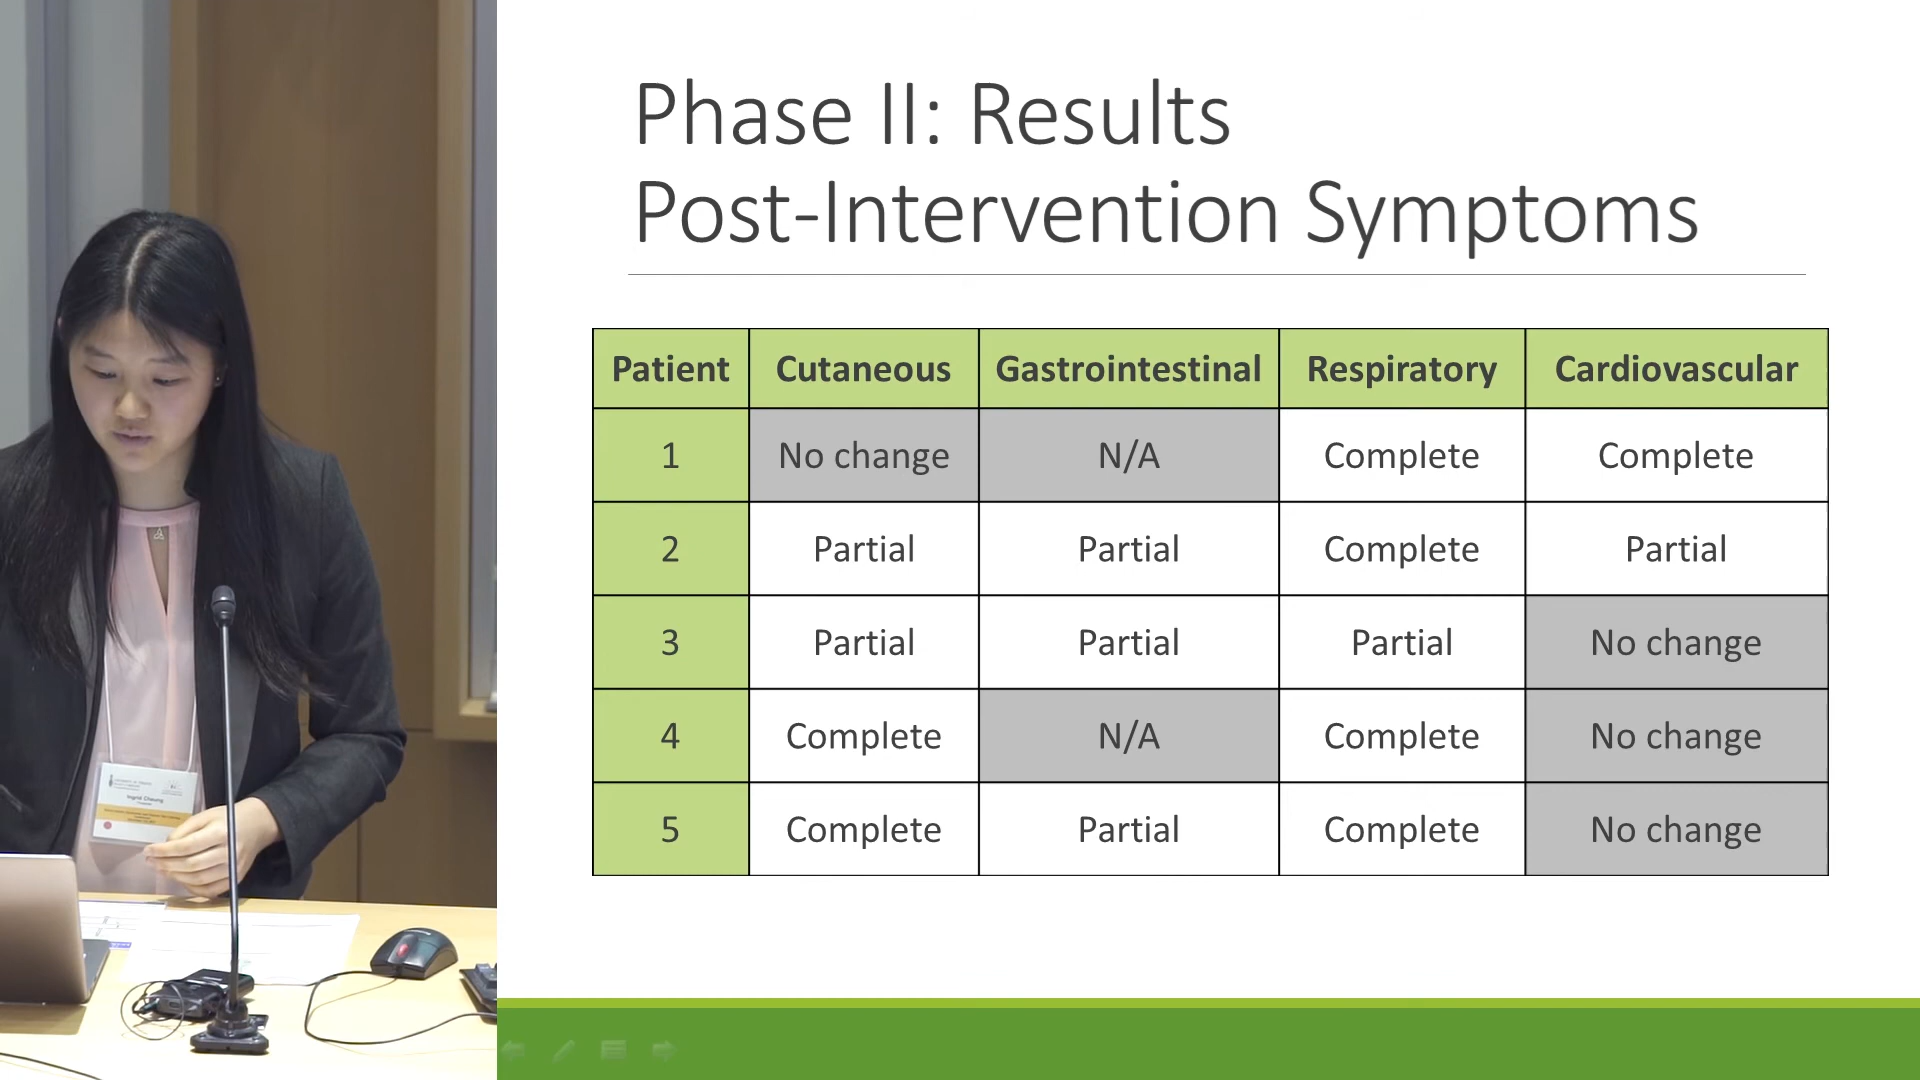 Phase II: Results
Post-Intervention Symptoms
Patient Cutaneous Gastrointestinal Respiratory Cardiovascular
1 No change N/A Complete Complete
2 Partial Partial Complete Partial
3 Partial Partial Partial No change
4 Complete N/A Complete No change
5 Complete Partial Complete No change
Ingrid Cheung